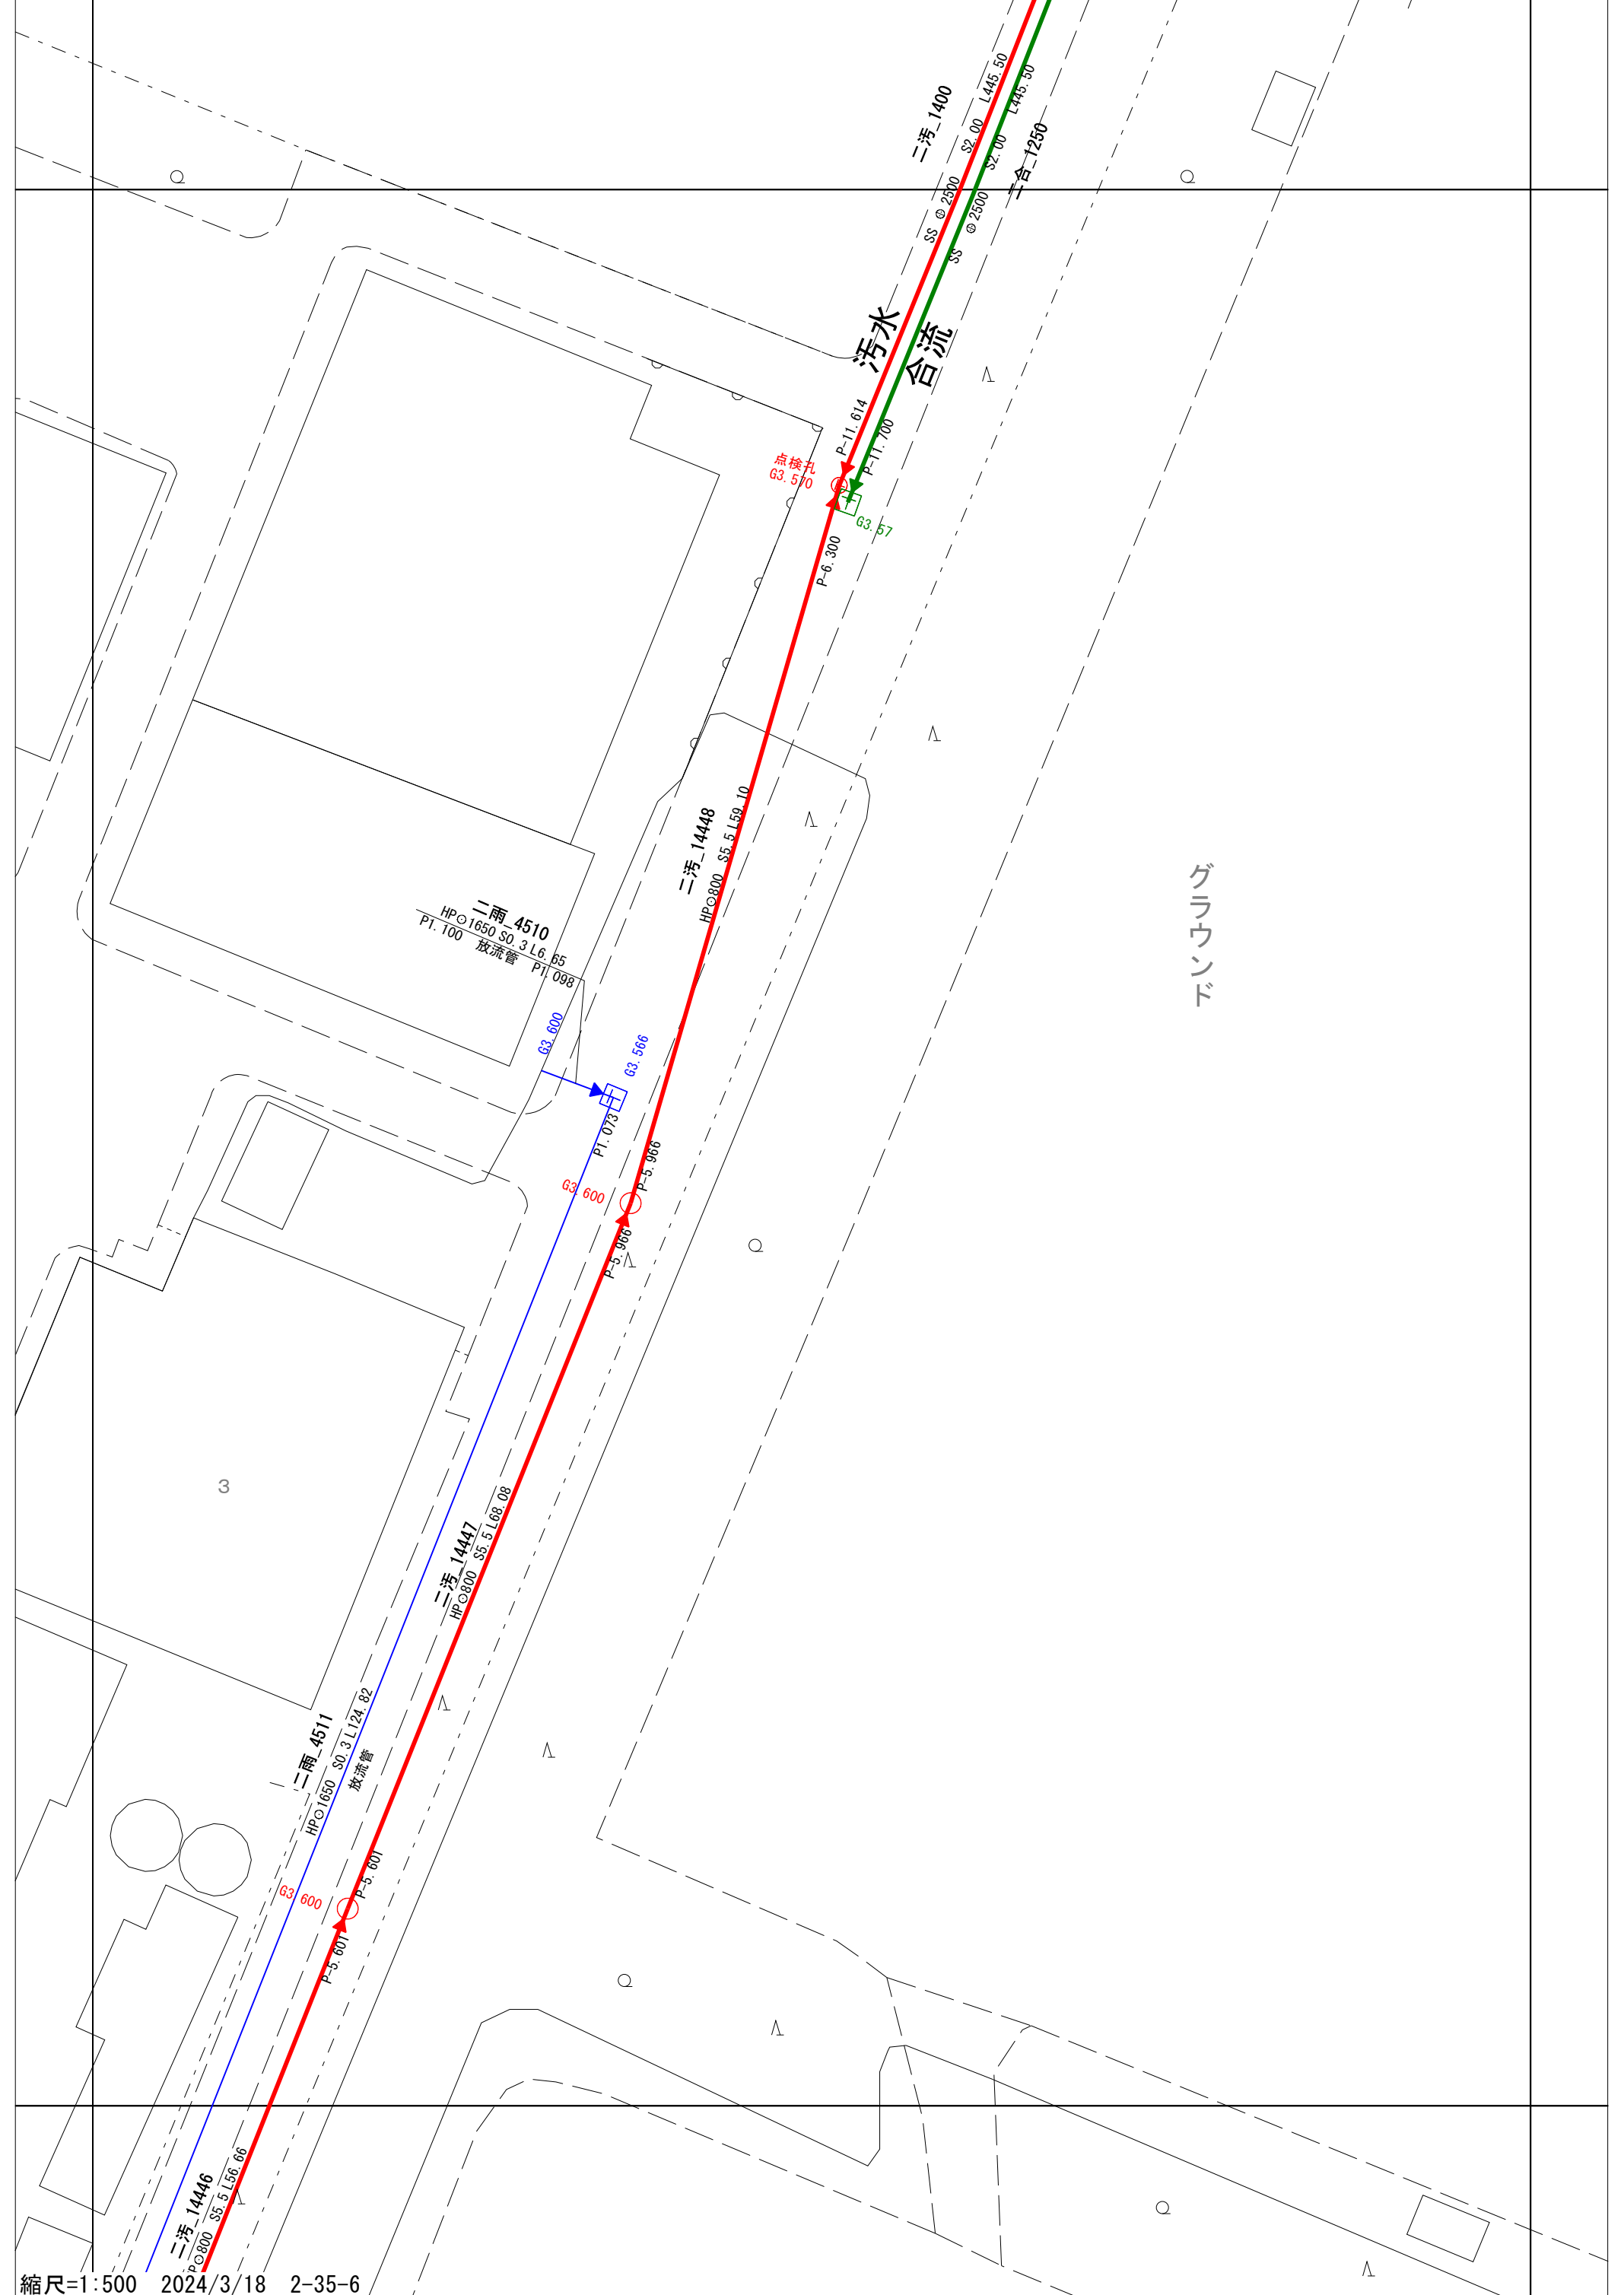 二汚_1400
SS ⊕2500 S2.00 L445.50
SS ⊕2500 S2.00 L445.50
二合_1250
汚水
合流
P-11.614
P-11.700
点検孔
G3.570
G3.57
P-6.300
二汚_14448
HP⊙800 S5.5 L59.10
グラウンド
二雨_4510
HP⊙1650 S0.3 L6.65
P1.100 放流管 P1.098
G3.600
G3.566
P1.073
P-5.966
G3.600
P-5.966
3
二汚_14447
HP⊙800 S5.5 L68.08
二雨_4511
HP⊙1650 S0.3 L124.82
放流管
P-5.601
G3.600
P-5.601
二汚_14446
P⊙800 S5.5 L56.66
縮尺=1:500 2024/3/18 2-35-6